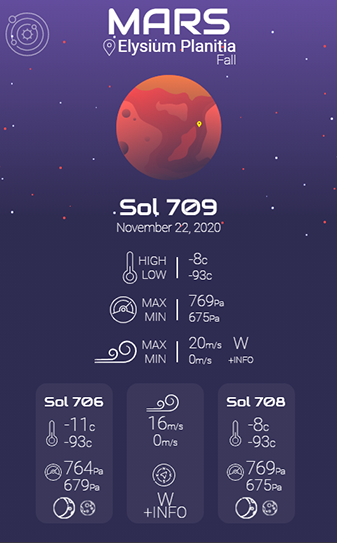 MARS
Elysium Planitia
Fall
Sol 709
November 22, 2020
HIGH -8c
LOW -93c
MAX 769Pa
MIN 675Pa
MAX 20m/s W
MIN 0m/s +INFO
Sol 706
-11c
-93c
764Pa
679Pa
16m/s
0m/s
W
+INFO
Sol 708
-8c
-93c
769Pa
675Pa